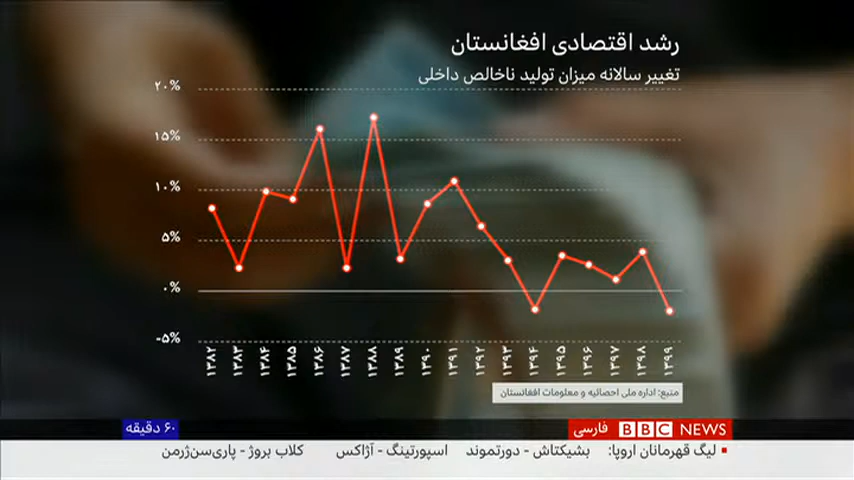 رشد اقتصادی افغانستان
تغییر سالانه میزان تولید ناخالص داخلی
۲۰%
۱۵%
۱۰%
۵%
۰%
-۵%
۱۳۸۲ ۱۳۸۳ ۱۳۸۴ ۱۳۸۵ ۱۳۸۶ ۱۳۸۷ ۱۳۸۸ ۱۳۸۹ ۱۳۹۰ ۱۳۹۱ ۱۳۹۲ ۱۳۹۳ ۱۳۹۴ ۱۳۹۵ ۱۳۹۶ ۱۳۹۷ ۱۳۹۸ ۱۳۹۹
منبع: اداره ملی احصائیه و معلومات افغانستان
BBC NEWS فارسی
۶۰ دقیقه
لیگ قهرمانان اروپا: بشیکتاش - دورتموند اسپورتینگ - آژاکس کلاب بروژ - پاری‌سن‌ژرمن